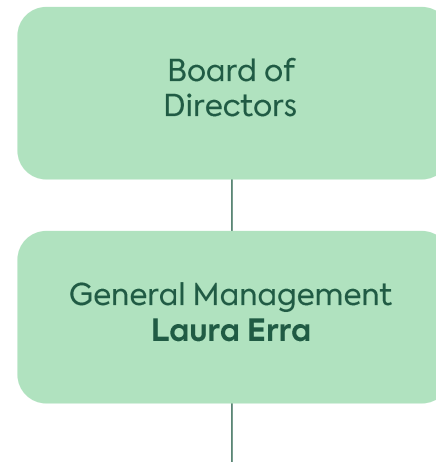 Board of
Directors
General Management
Laura Erra